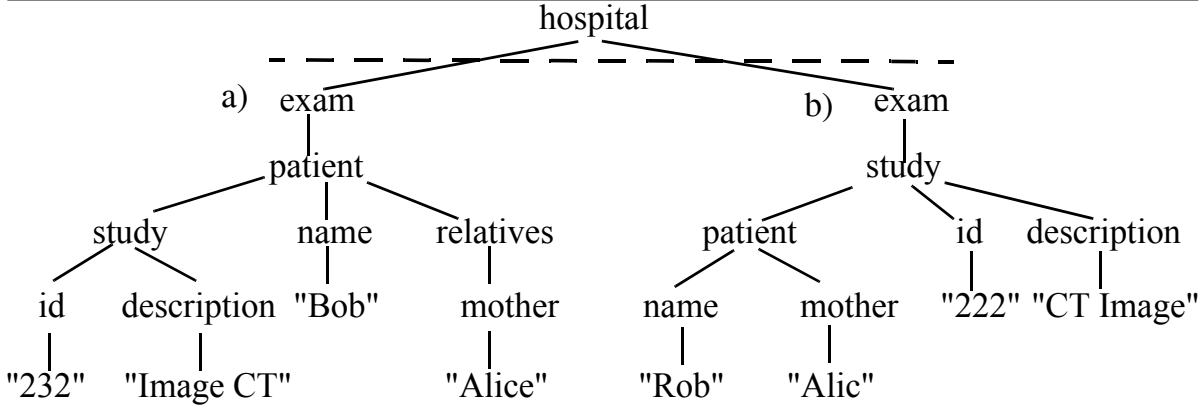 hospital
a) exam b) exam
patient study
study name relatives patient id description
id description "Bob" mother name mother "222" "CT Image"
"232" "Image CT" "Alice" "Rob" "Alic"